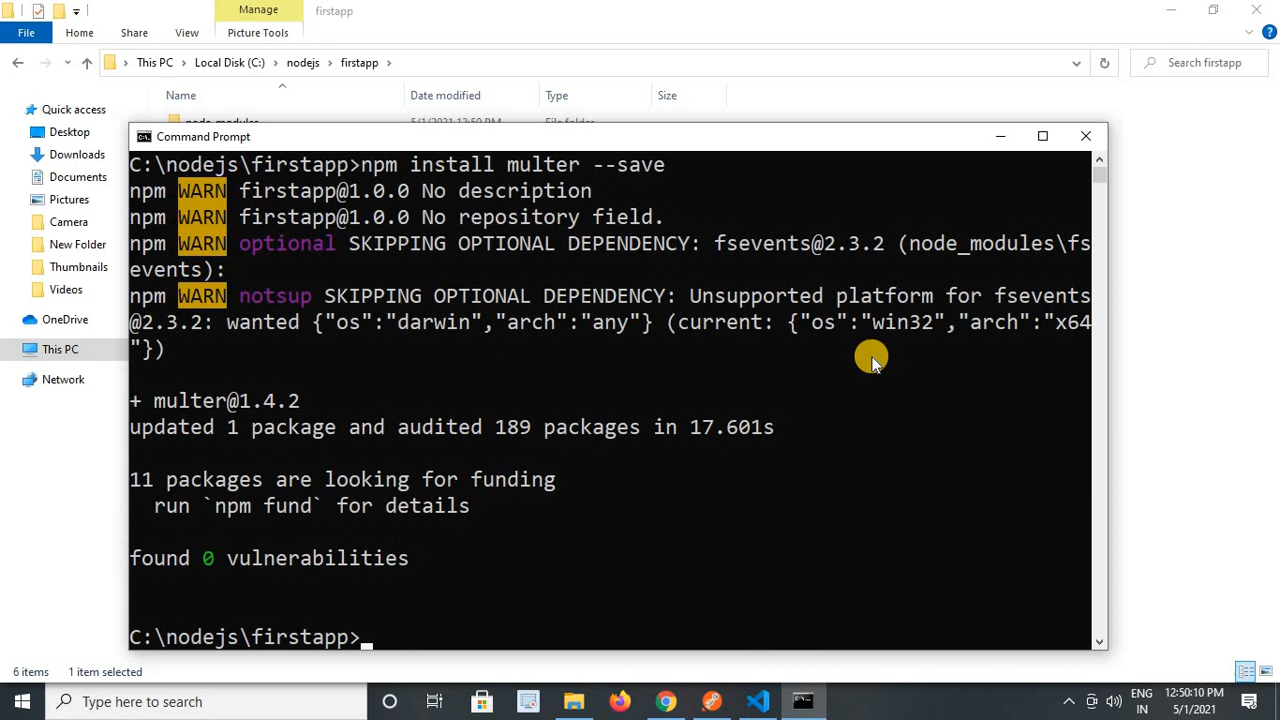 Manage
firstapp
File
Home
Share
View
Picture Tools
This PC
Local Disk (C:)
nodejs
firstapp
Search firstapp
Name
Date modified
Type
Size
Quick access
Desktop
Downloads
Documents
Pictures
Camera
New Folder
Thumbnails
Videos
OneDrive
This PC
Network
Command Prompt
C:\nodejs\firstapp>npm install multer --save
npm WARN firstapp@1.0.0 No description
npm WARN firstapp@1.0.0 No repository field.
npm WARN optional SKIPPING OPTIONAL DEPENDENCY: fsevents@2.3.2 (node_modules\fs
events):
npm WARN notsup SKIPPING OPTIONAL DEPENDENCY: Unsupported platform for fsevents
@2.3.2: wanted {"os":"darwin","arch":"any"} (current: {"os":"win32","arch":"x64
"})
+ multer@1.4.2
updated 1 package and audited 189 packages in 17.601s
11 packages are looking for funding
run `npm fund` for details
found 0 vulnerabilities
C:\nodejs\firstapp>
6 items
1 item selected
Type here to search
ENG
IN
12:50:10 PM
5/1/2021